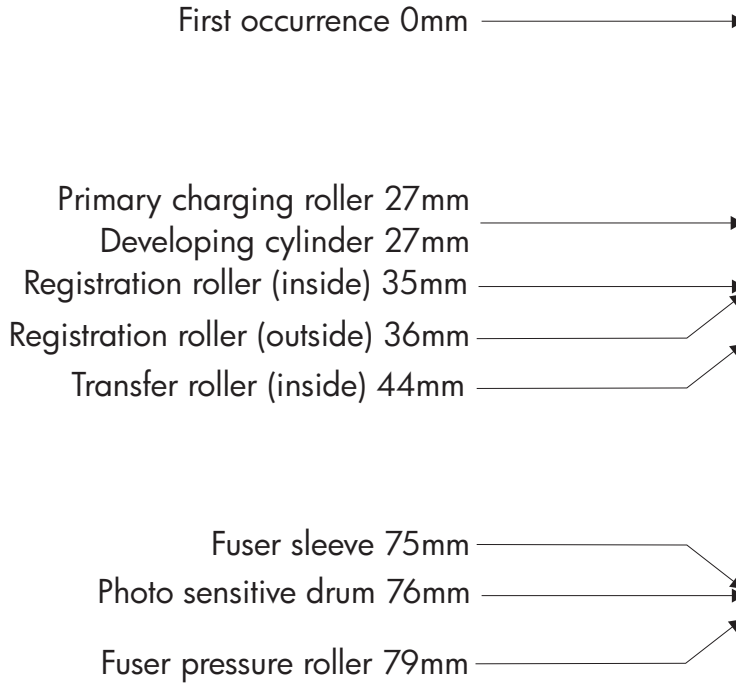 First occurrence 0mm
Primary charging roller 27mm
Developing cylinder 27mm
Registration roller (inside) 35mm
Registration roller (outside) 36mm
Transfer roller (inside) 44mm
Fuser sleeve 75mm
Photo sensitive drum 76mm
Fuser pressure roller 79mm